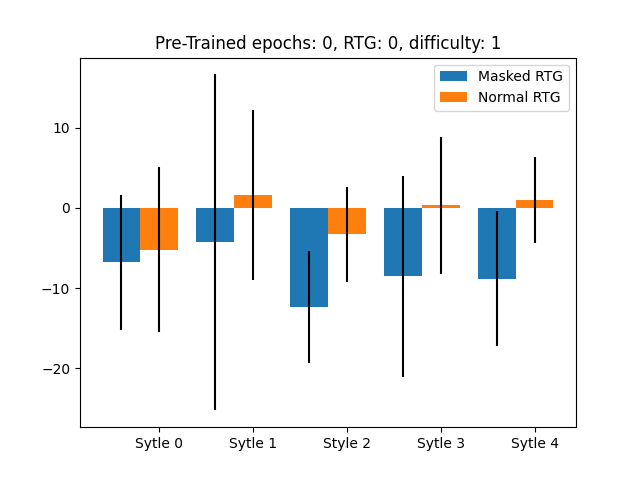 Pre-Trained epochs: 0, RTG: 0, difficulty: 1
Masked RTG
Normal RTG
10
0
−10
−20
Sytle 0
Sytle 1
Style 2
Sytle 3
Sytle 4